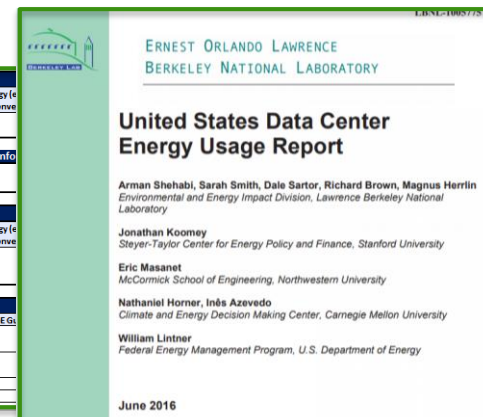 LBNL-1005775
BERKELEY LAB
ERNEST ORLANDO LAWRENCE
BERKELEY NATIONAL LABORATORY
United States Data Center
Energy Usage Report
Arman Shehabi, Sarah Smith, Dale Sartor, Richard Brown, Magnus Herrlin
Environmental and Energy Impact Division, Lawrence Berkeley National
Laboratory
Jonathan Koomey
Steyer-Taylor Center for Energy Policy and Finance, Stanford University
Eric Masanet
McCormick School of Engineering, Northwestern University
Nathaniel Horner, Inês Azevedo
Climate and Energy Decision Making Center, Carnegie Mellon University
William Lintner
Federal Energy Management Program, U.S. Department of Energy
June 2016